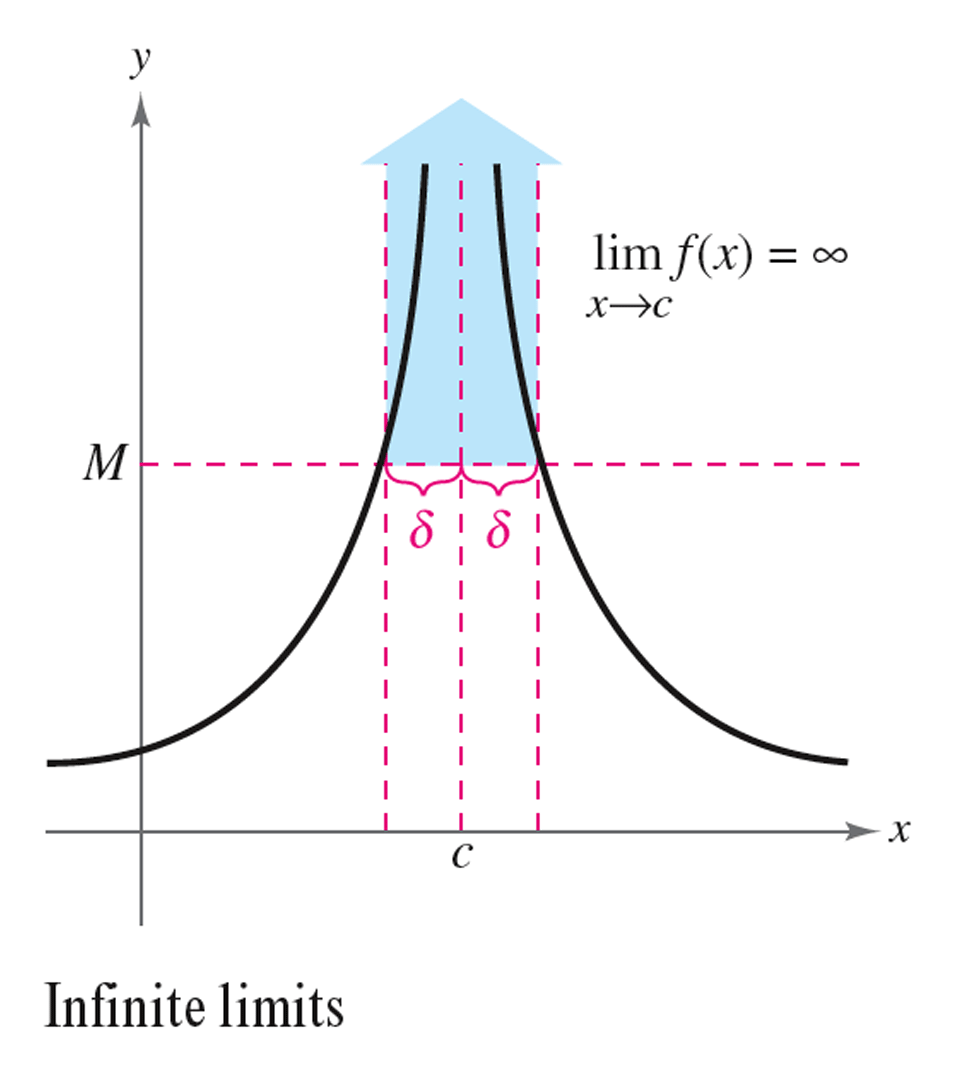 y
lim f(x) = ∞
x→c
M
δ δ
x
c
Infinite limits